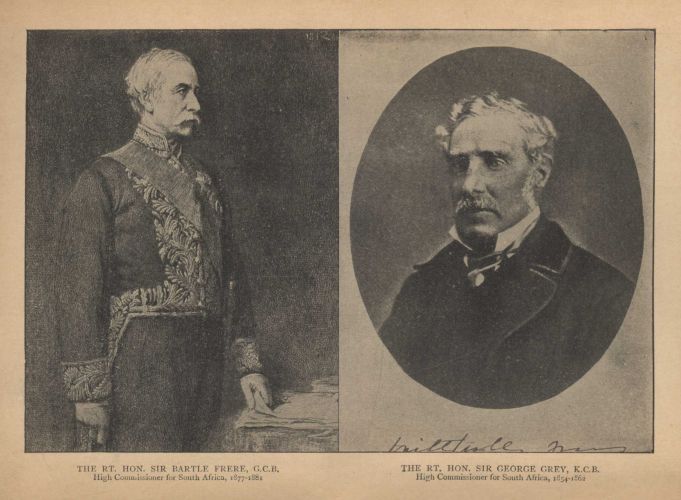 THE RT. HON. SIR BARTLE FRERE, G.C.B.
High Commissioner for South Africa, 1877-1881
THE RT. HON. SIR GEORGE GREY, K.C.B.
High Commissioner for South Africa, 1854-1862